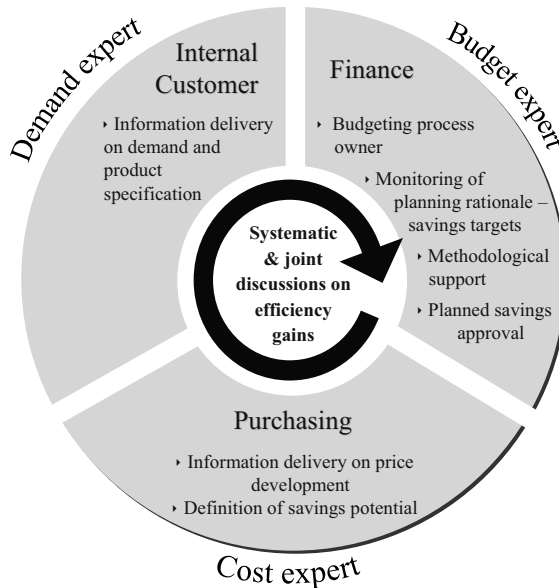 Demand expert
Internal
Customer
‣ Information delivery
on demand and
product
specification
Budget expert
Finance
‣ Budgeting process
owner
‣ Monitoring of
planning rationale –
savings targets
‣ Methodological
support
‣ Planned savings
approval
Systematic
& joint
discussions on
efficiency
gains
Purchasing
‣ Information delivery on price
development
‣ Definition of savings potential
Cost expert